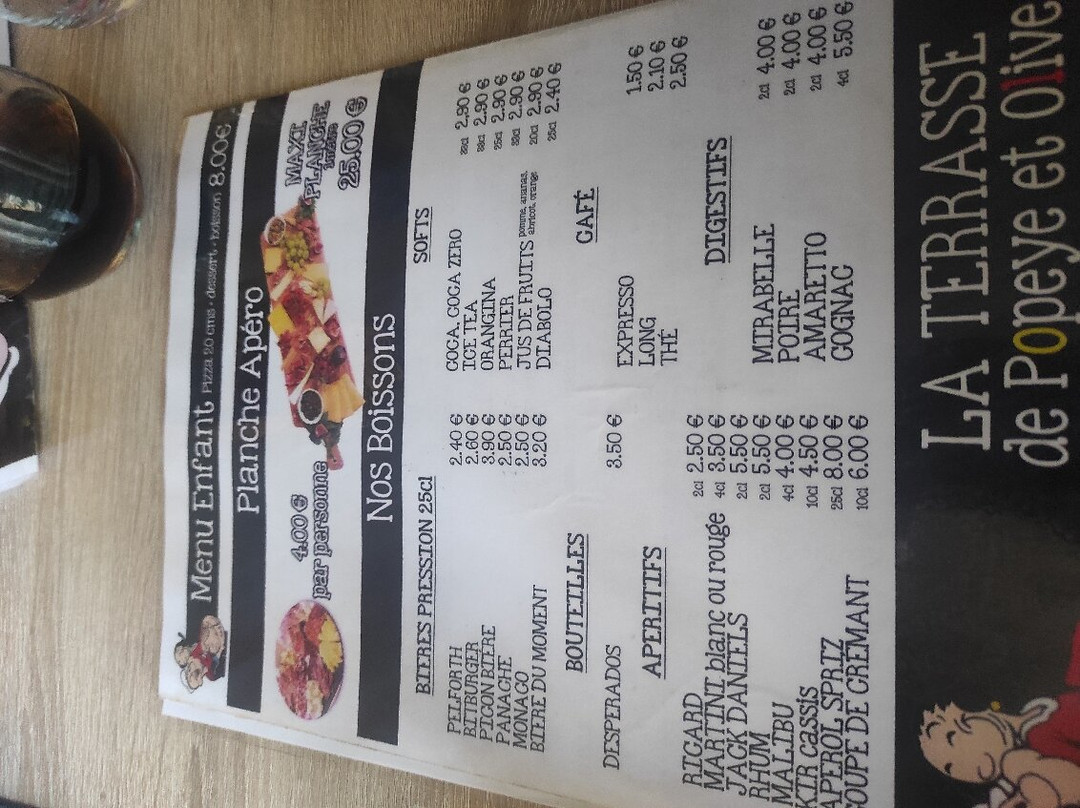 Menu Enfant Pizza 20 cms - dessert - boisson 8.00€
Planche Apéro
4.00 €
par personne
MAXI
PLANCHE
25.00 €
Nos Boissons
BIERES PRESSION 25cl
PELFORTH 2.40 €
BITBURGER 2.60 €
PICON BIÈRE 3.90 €
PANACHE 2.50 €
MONACO 2.50 €
BIERE DU MOMENT 3.20 €
BOUTEILLES
DESPERADOS 3.50 €
APERITIFS
RICARD 2cl 2.50 €
MARTINI blanc ou rouge 4cl 3.50 €
JACK DANIELS 2cl 5.50 €
RHUM 2cl 5.50 €
MALIBU 4cl 4.00 €
KIR cassis 10cl 4.50 €
APEROL SPRIZ 25cl 8.00 €
SOUPE DE CREMANT 10cl 6.00 €
SOFTS
COCA, COCA ZERO 33cl 2.90 €
ICE TEA 33cl 2.90 €
ORANGINA 25cl 2.90 €
PERRIER 33cl 2.90 €
JUS DE FRUITS pomme, ananas, abricot, orange 20cl 2.90 €
DIABOLO 25cl 2.40 €
CAFÉ
EXPRESSO 1.50 €
LONG 2.10 €
THÉ 2.50 €
DIGESTIFS
MIRABELLE 2cl 4.00 €
POIRE 2cl 4.00 €
AMARETTO 2cl 4.00 €
COGNAC 4cl 5.50 €
LA TERRASSE
de Popeye et Olive